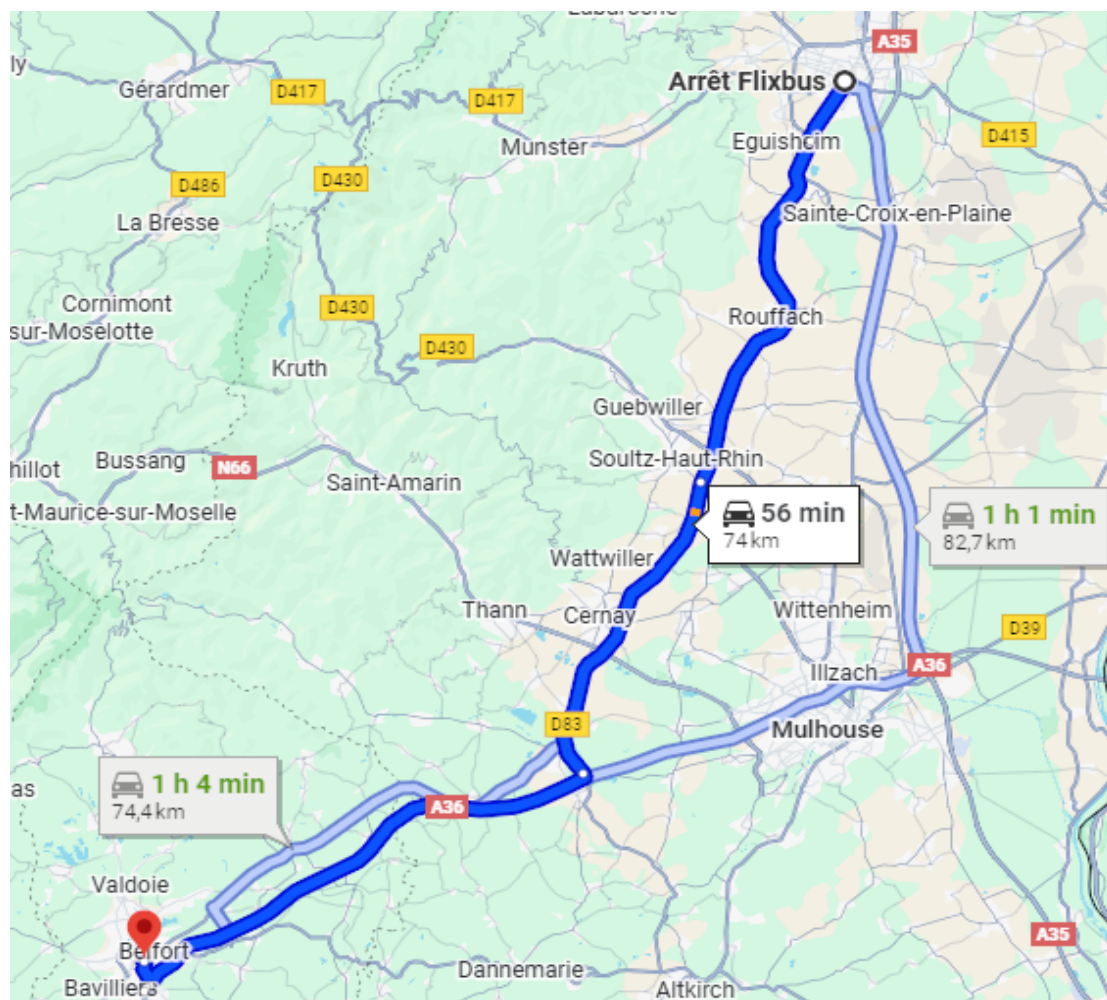 A35
ly
Arrêt Flixbus
Gérardmer
D417
D417
D415
Munster
Eguisheim
D486
D430
La Bresse
Sainte-Croix-en-Plaine
Cornimont
sur-Moselotte
D430
Rouffach
D430
Kruth
Guebwiller
hillot
Bussang
N66
Soultz-Haut-Rhin
Saint-Amarin
t-Maurice-sur-Moselle
56 min
74 km
1 h 1 min
82,7 km
Wattwiller
Thann
Cernay
Wittenheim
D39
Illzach
A36
D83
Mulhouse
as
1 h 4 min
74,4 km
A36
Valdoie
Belfort
A35
Dannemarie
Bavilliers
Altkirch